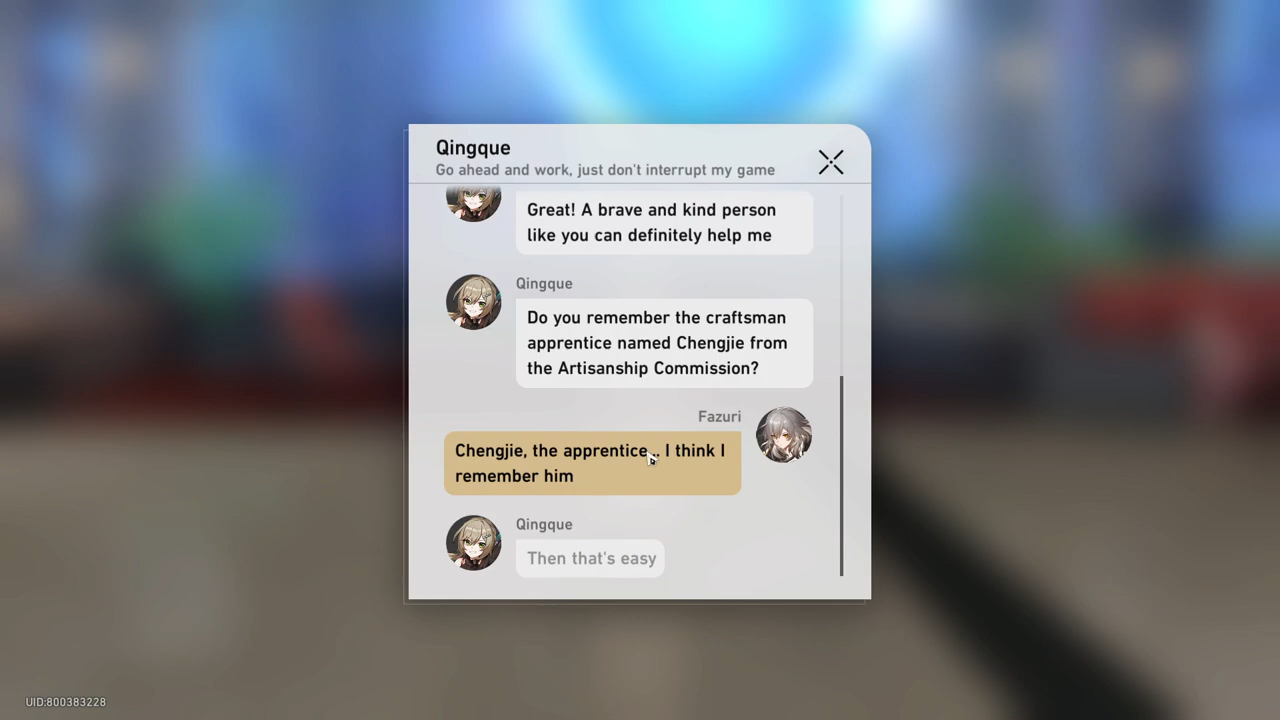 Qingque
Go ahead and work, just don't interrupt my game
Great! A brave and kind person
like you can definitely help me
Qingque
Do you remember the craftsman
apprentice named Chengjie from
the Artisanship Commission?
Fazuri
Chengjie, the apprentice... I think I
remember him
Qingque
Then that's easy
UID:800383228